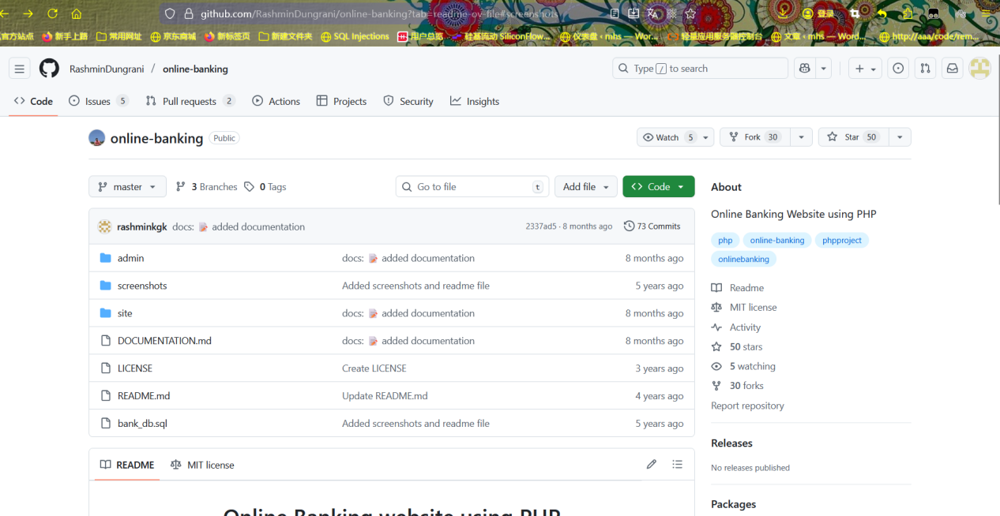 github.com/RashminDungrani/online-banking?tab=readme-ov-file#screenshots
登录
官方站点 新手上路 常用网址 京东商城 新标签页 新建文件夹 SQL Injections 用户总览 硅基流动 SiliconFlow... 仪表盘 ‹ mhs — Wor... 轻量应用服务器控制台 文章 ‹ mhs — Word... http://aaa/code/rem...
RashminDungrani / online-banking
Type / to search
Code Issues 5 Pull requests 2 Actions Projects Security Insights
online-banking Public
Watch 5 Fork 30 Star 50
master 3 Branches 0 Tags
Go to file t Add file Code
rashminkgk docs: 📝 added documentation 2337ad5 · 8 months ago 73 Commits
admin docs: 📝 added documentation 8 months ago
screenshots Added screenshots and readme file 5 years ago
site docs: 📝 added documentation 8 months ago
DOCUMENTATION.md docs: 📝 added documentation 8 months ago
LICENSE Create LICENSE 3 years ago
README.md Update README.md 4 years ago
bank_db.sql Added screenshots and readme file 5 years ago
README MIT license
Online Banking website using PHP
About
Online Banking Website using PHP
php online-banking phpproject
onlinebanking
Readme
MIT license
Activity
50 stars
5 watching
30 forks
Report repository
Releases
No releases published
Packages